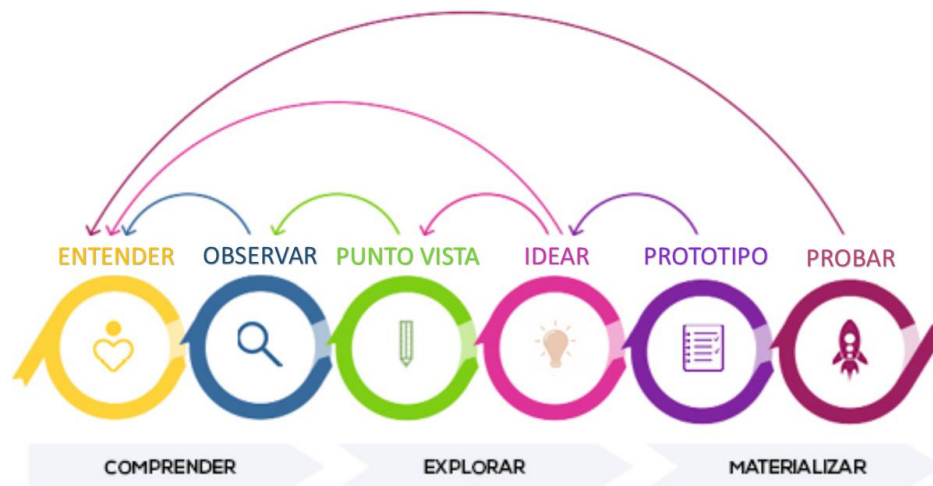 ENTENDER OBSERVAR PUNTO VISTA IDEAR PROTOTIPO PROBAR
COMPRENDER EXPLORAR MATERIALIZAR